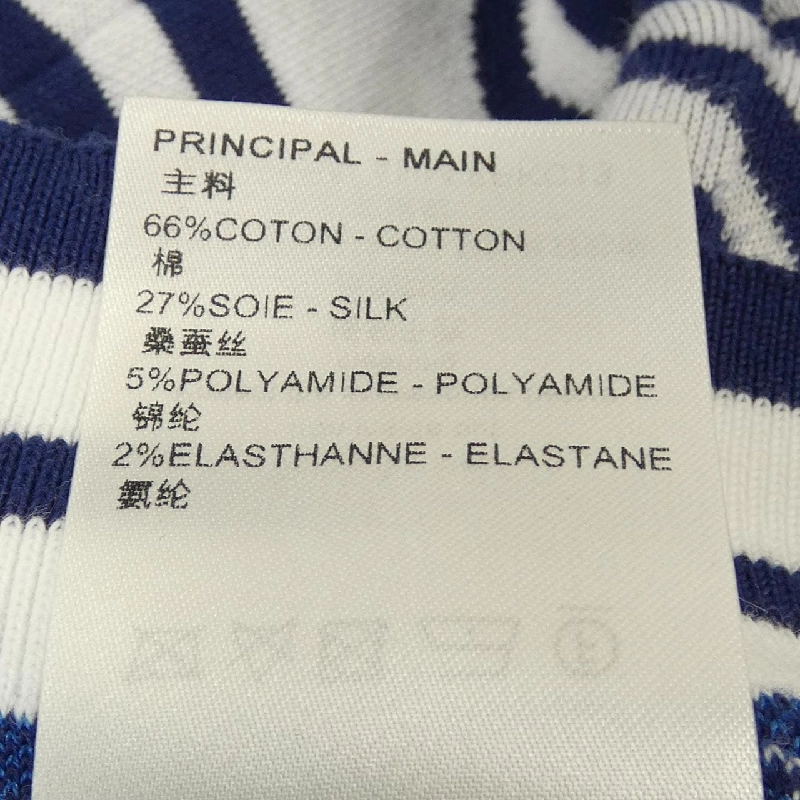 PRINCIPAL - MAIN
主料
66%COTON - COTTON
棉
27%SOIE - SILK
桑蚕丝
5%POLYAMIDE - POLYAMIDE
锦纶
2%ELASTHANNE - ELASTANE
氨纶